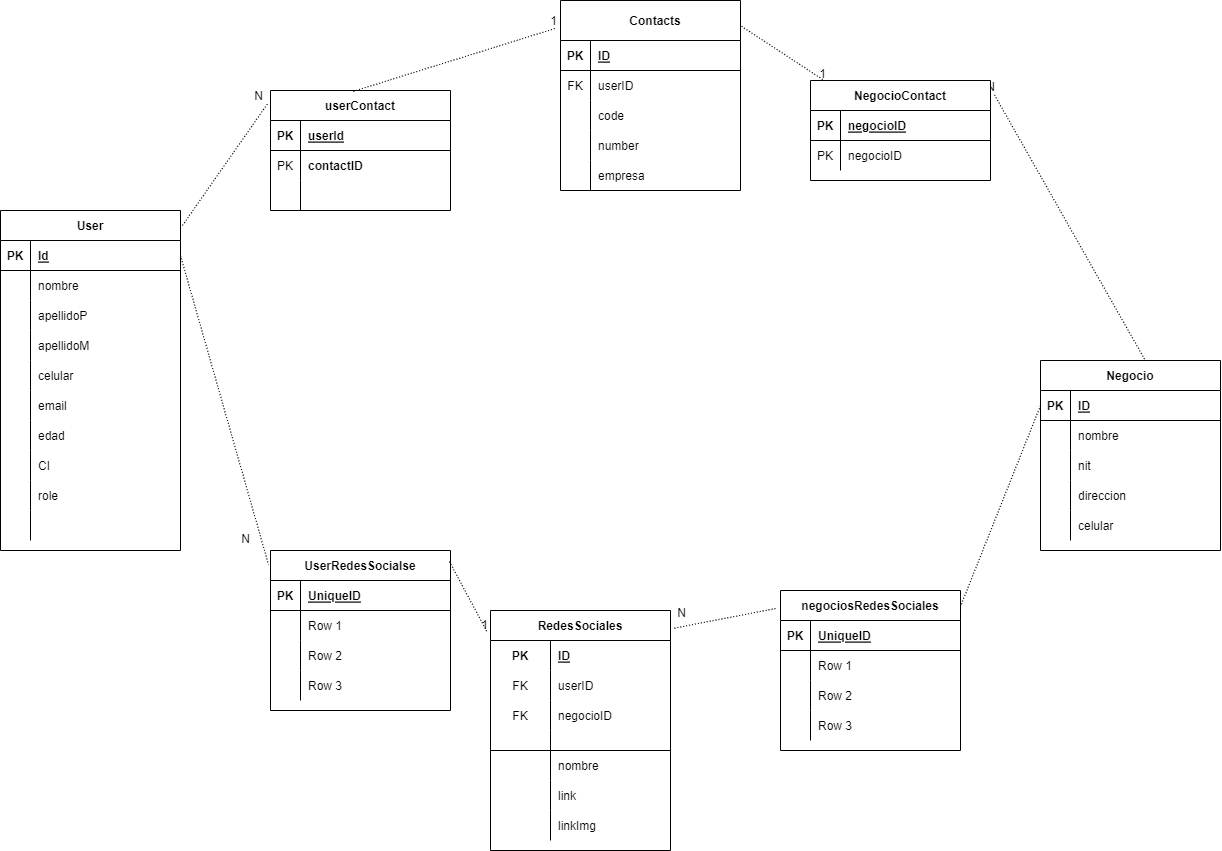 Contacts
PK ID
FK userID
code
number
empresa
1
1
N
userContact
PK userId
PK contactID
N
NegocioContact
PK negocioID
PK negocioID
User
PK Id
nombre
apellidoP
apellidoM
celular
email
edad
CI
role
Negocio
PK ID
nombre
nit
direccion
celular
N
UserRedesSocialse
PK UniqueID
Row 1
Row 2
Row 3
1
RedesSociales
PK ID
FK userID
FK negocioID
nombre
link
linkImg
N
negociosRedesSociales
PK UniqueID
Row 1
Row 2
Row 3